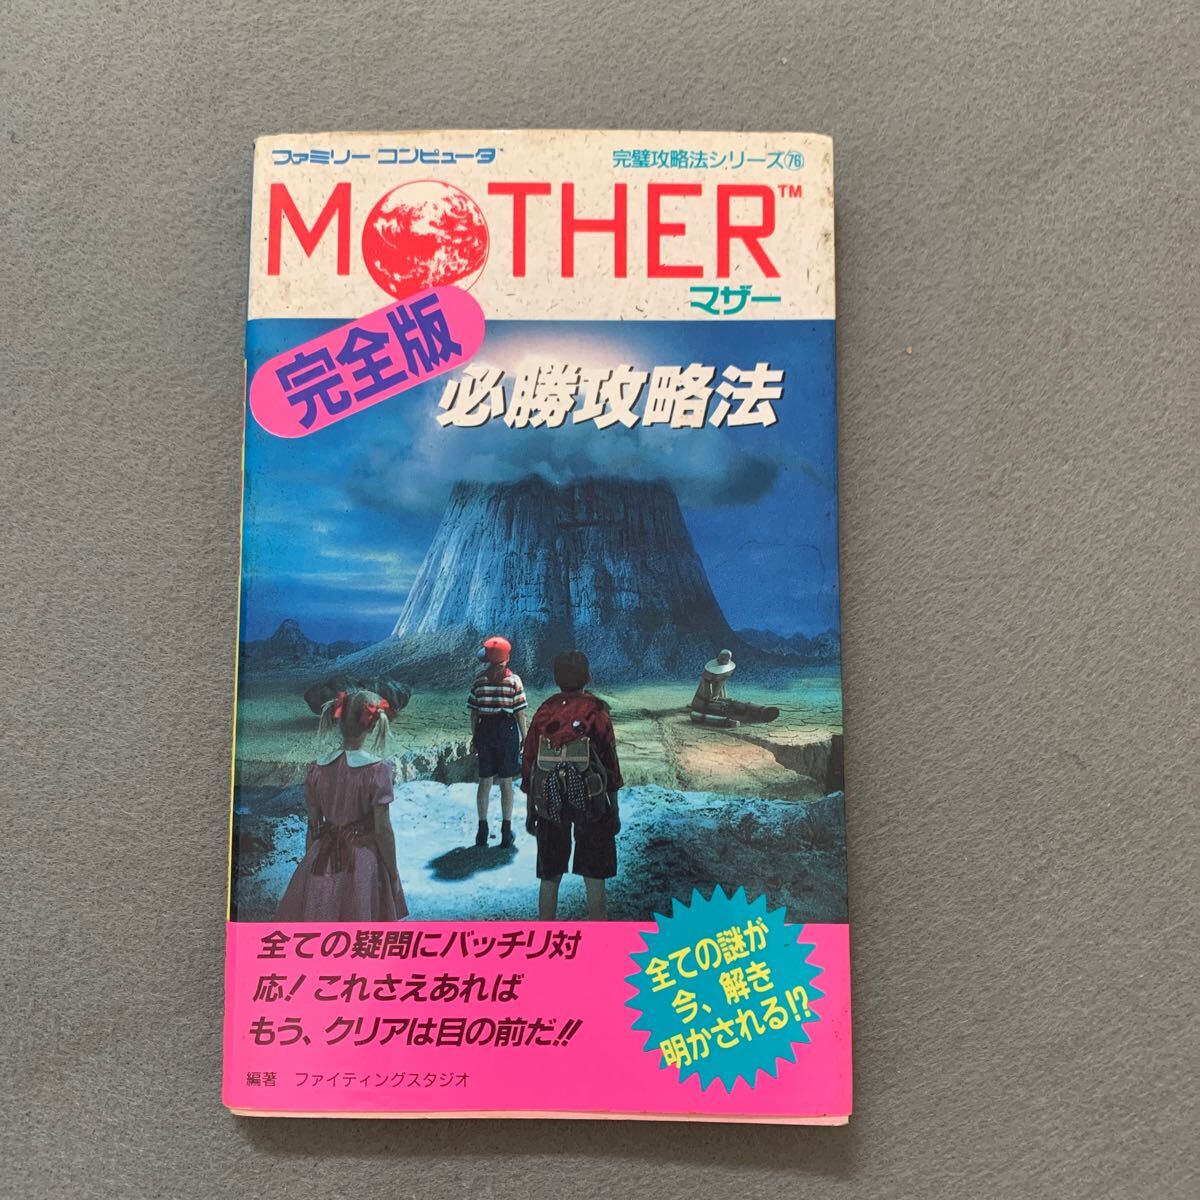 ファミリー コンピュータ™
完璧攻略法シリーズ76
MOTHER™
マザー
完全版
必勝攻略法
全ての疑問にバッチリ対
応!これさえあれば
もう、クリアは目の前だ!!
全ての謎が
今、解き
明かされる!?
編著 ファイティングスタジオ